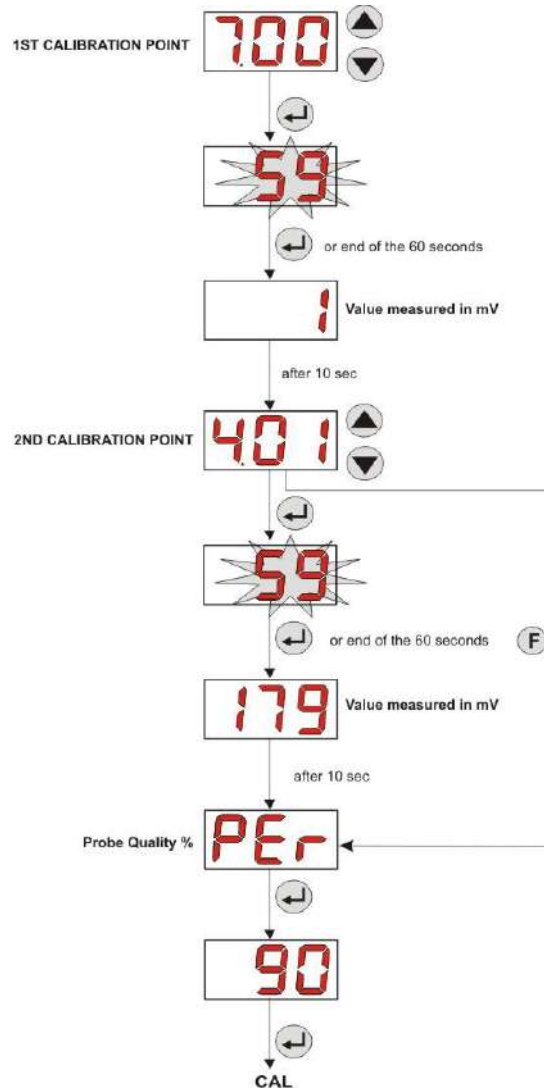 1ST CALIBRATION POINT 7.00
59
or end of the 60 seconds
1 Value measured in mV
after 10 sec
2ND CALIBRATION POINT 4.01
59
or end of the 60 seconds F
179 Value measured in mV
after 10 sec
Probe Quality % PEr
90
CAL